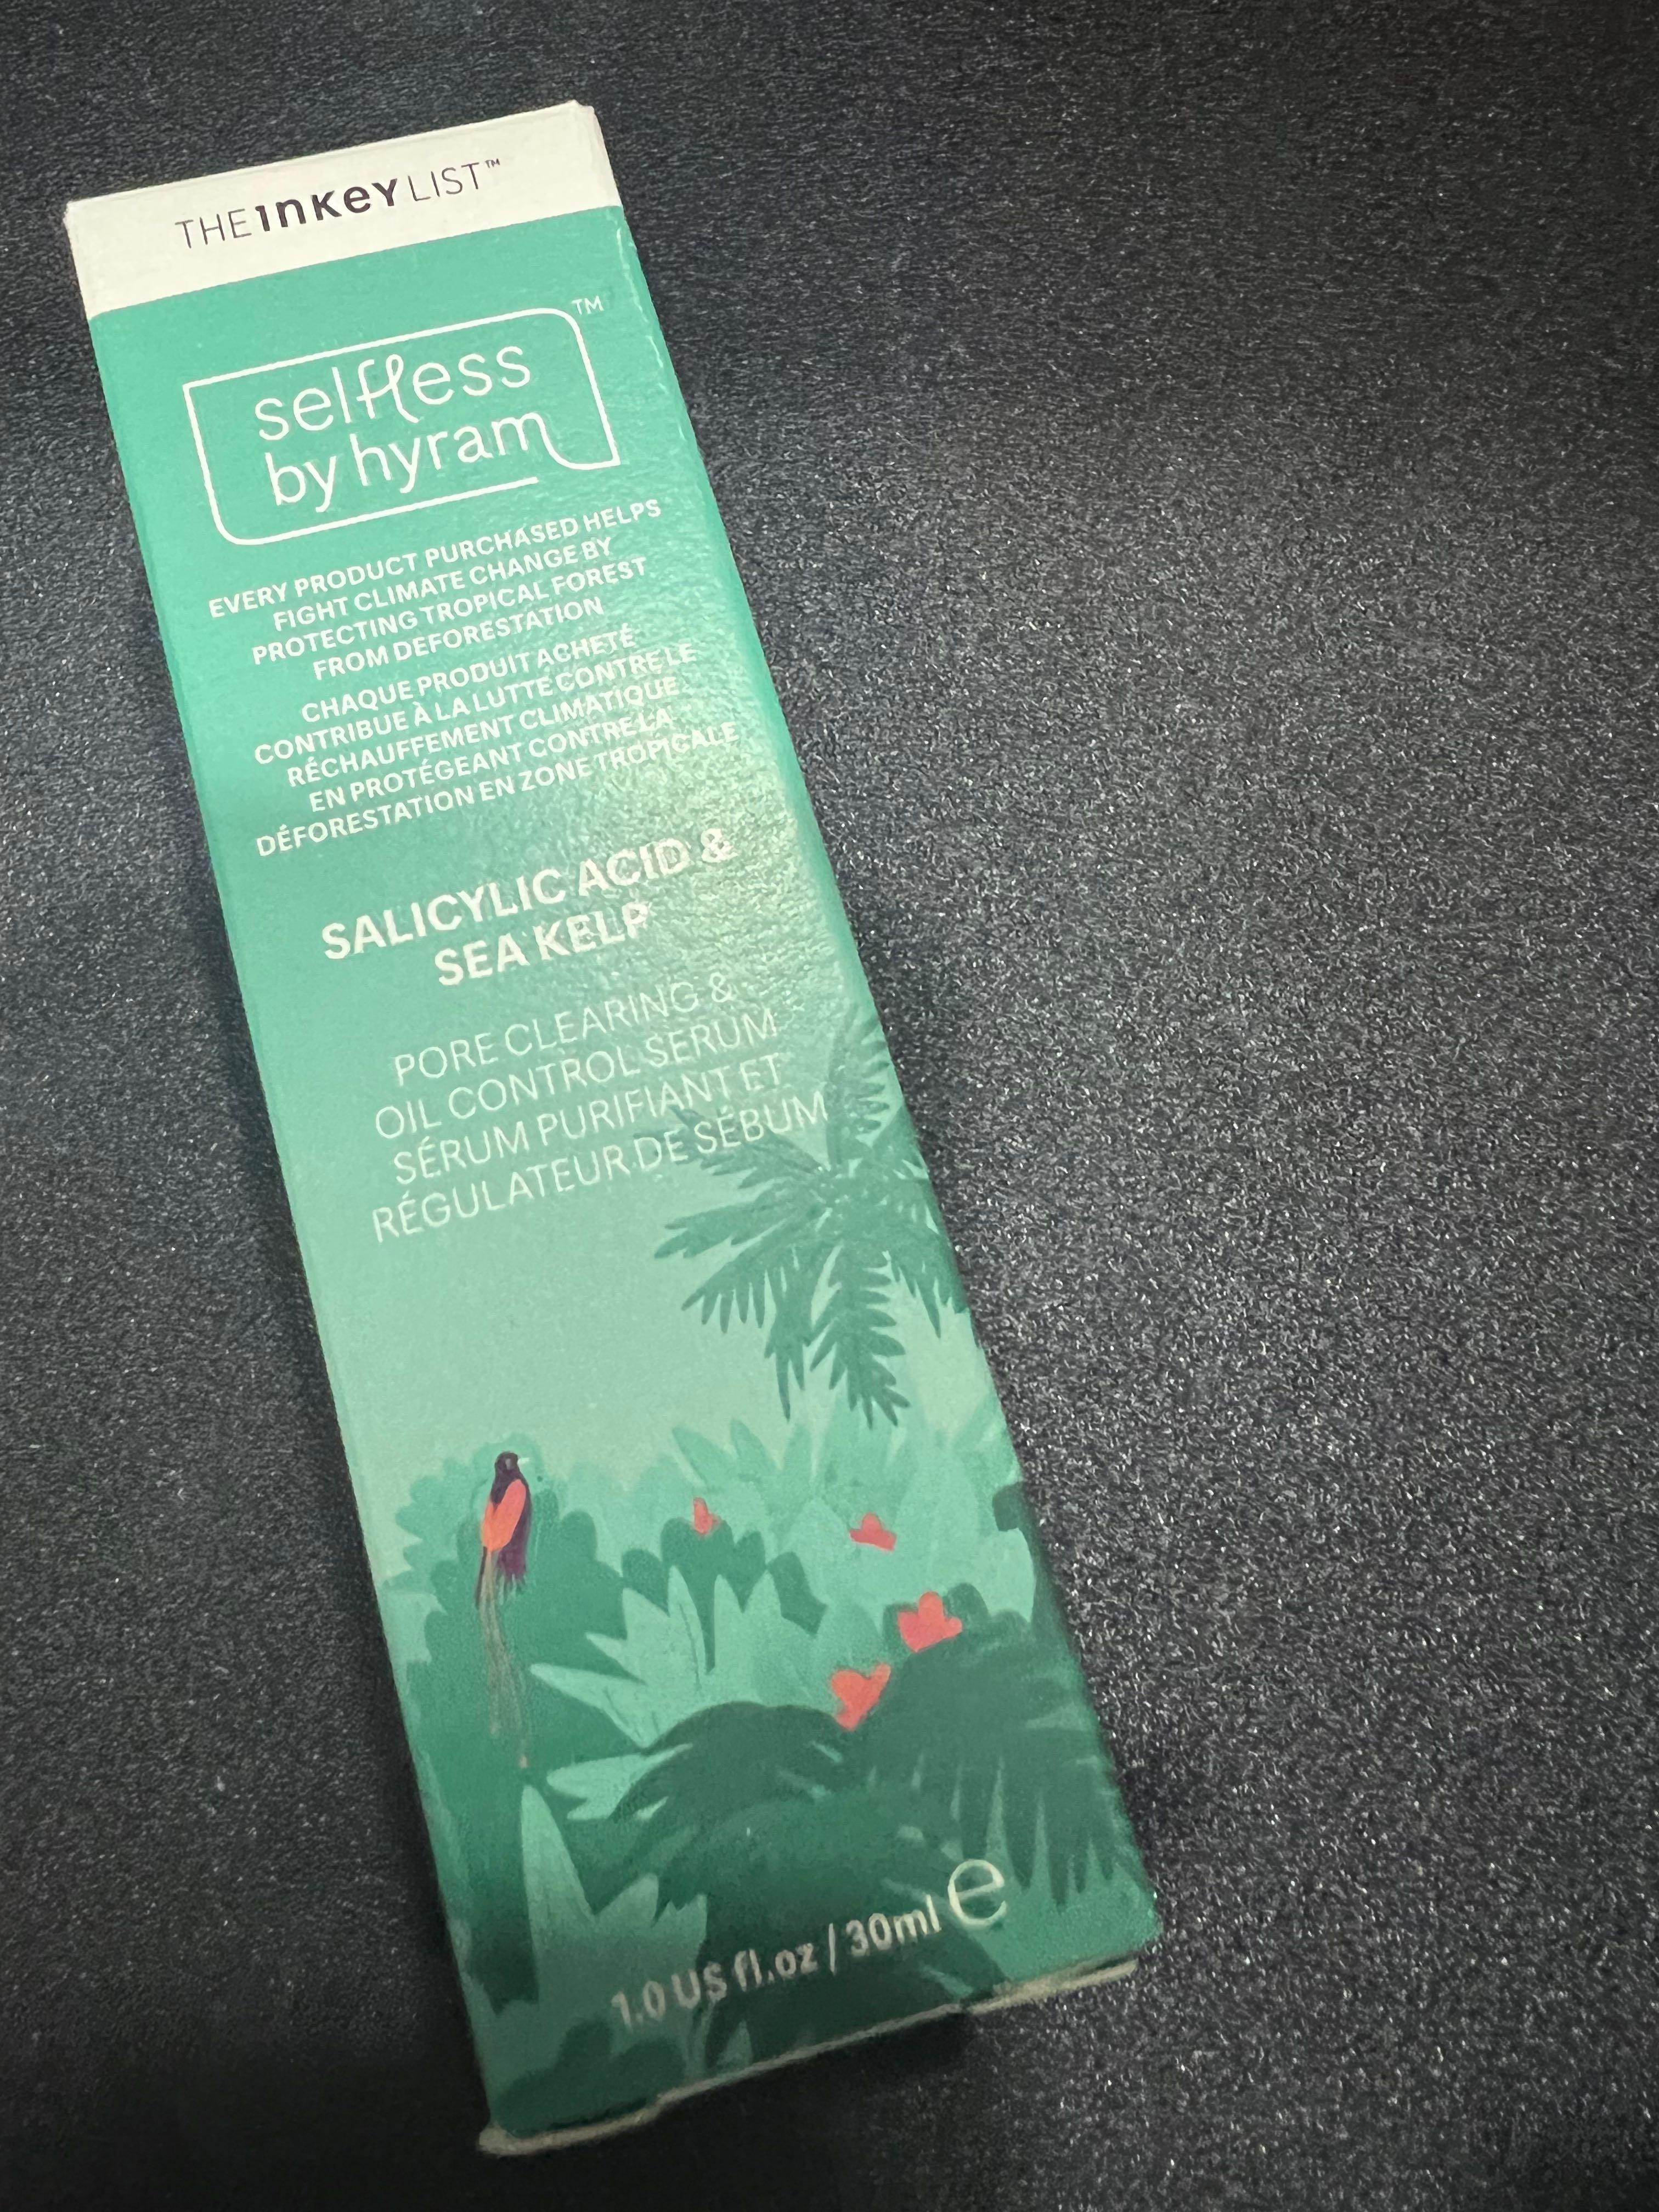 THE INKEY LIST™
selfless™
by hyram
EVERY PRODUCT PURCHASED HELPS
FIGHT CLIMATE CHANGE BY
PROTECTING TROPICAL FOREST
FROM DEFORESTATION
CHAQUE PRODUIT ACHETÉ
CONTRIBUE À LA LUTTE CONTRE LE
RÉCHAUFFEMENT CLIMATIQUE
EN PROTÉGEANT CONTRE LA
DÉFORESTATION EN ZONE TROPICALE
SALICYLIC ACID &
SEA KELP
PORE CLEARING &
OIL CONTROL SERUM
SÉRUM PURIFIANT ET
RÉGULATEUR DE SÉBUM
1.0 US fl.oz / 30ml e